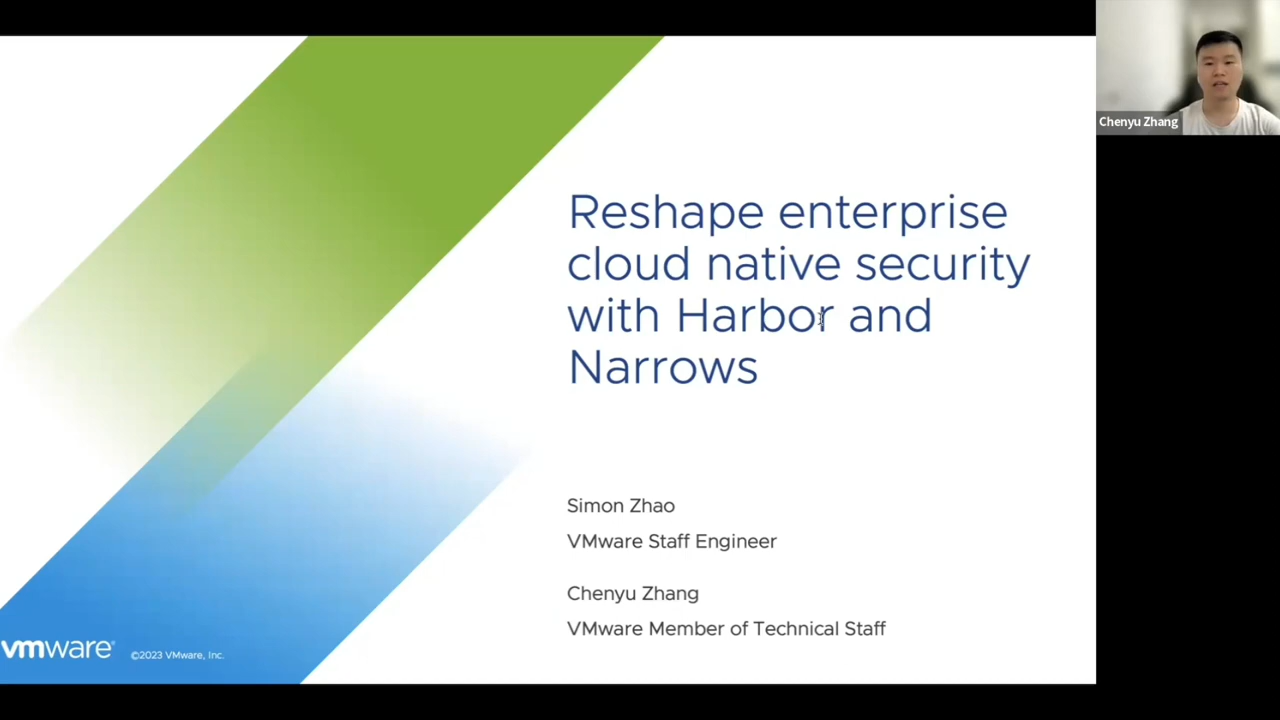 Chenyu Zhang
Reshape enterprise
cloud native security
with Harbor and
Narrows
Simon Zhao
VMware Staff Engineer
Chenyu Zhang
VMware Member of Technical Staff
vmware®
©2023 VMware, Inc.